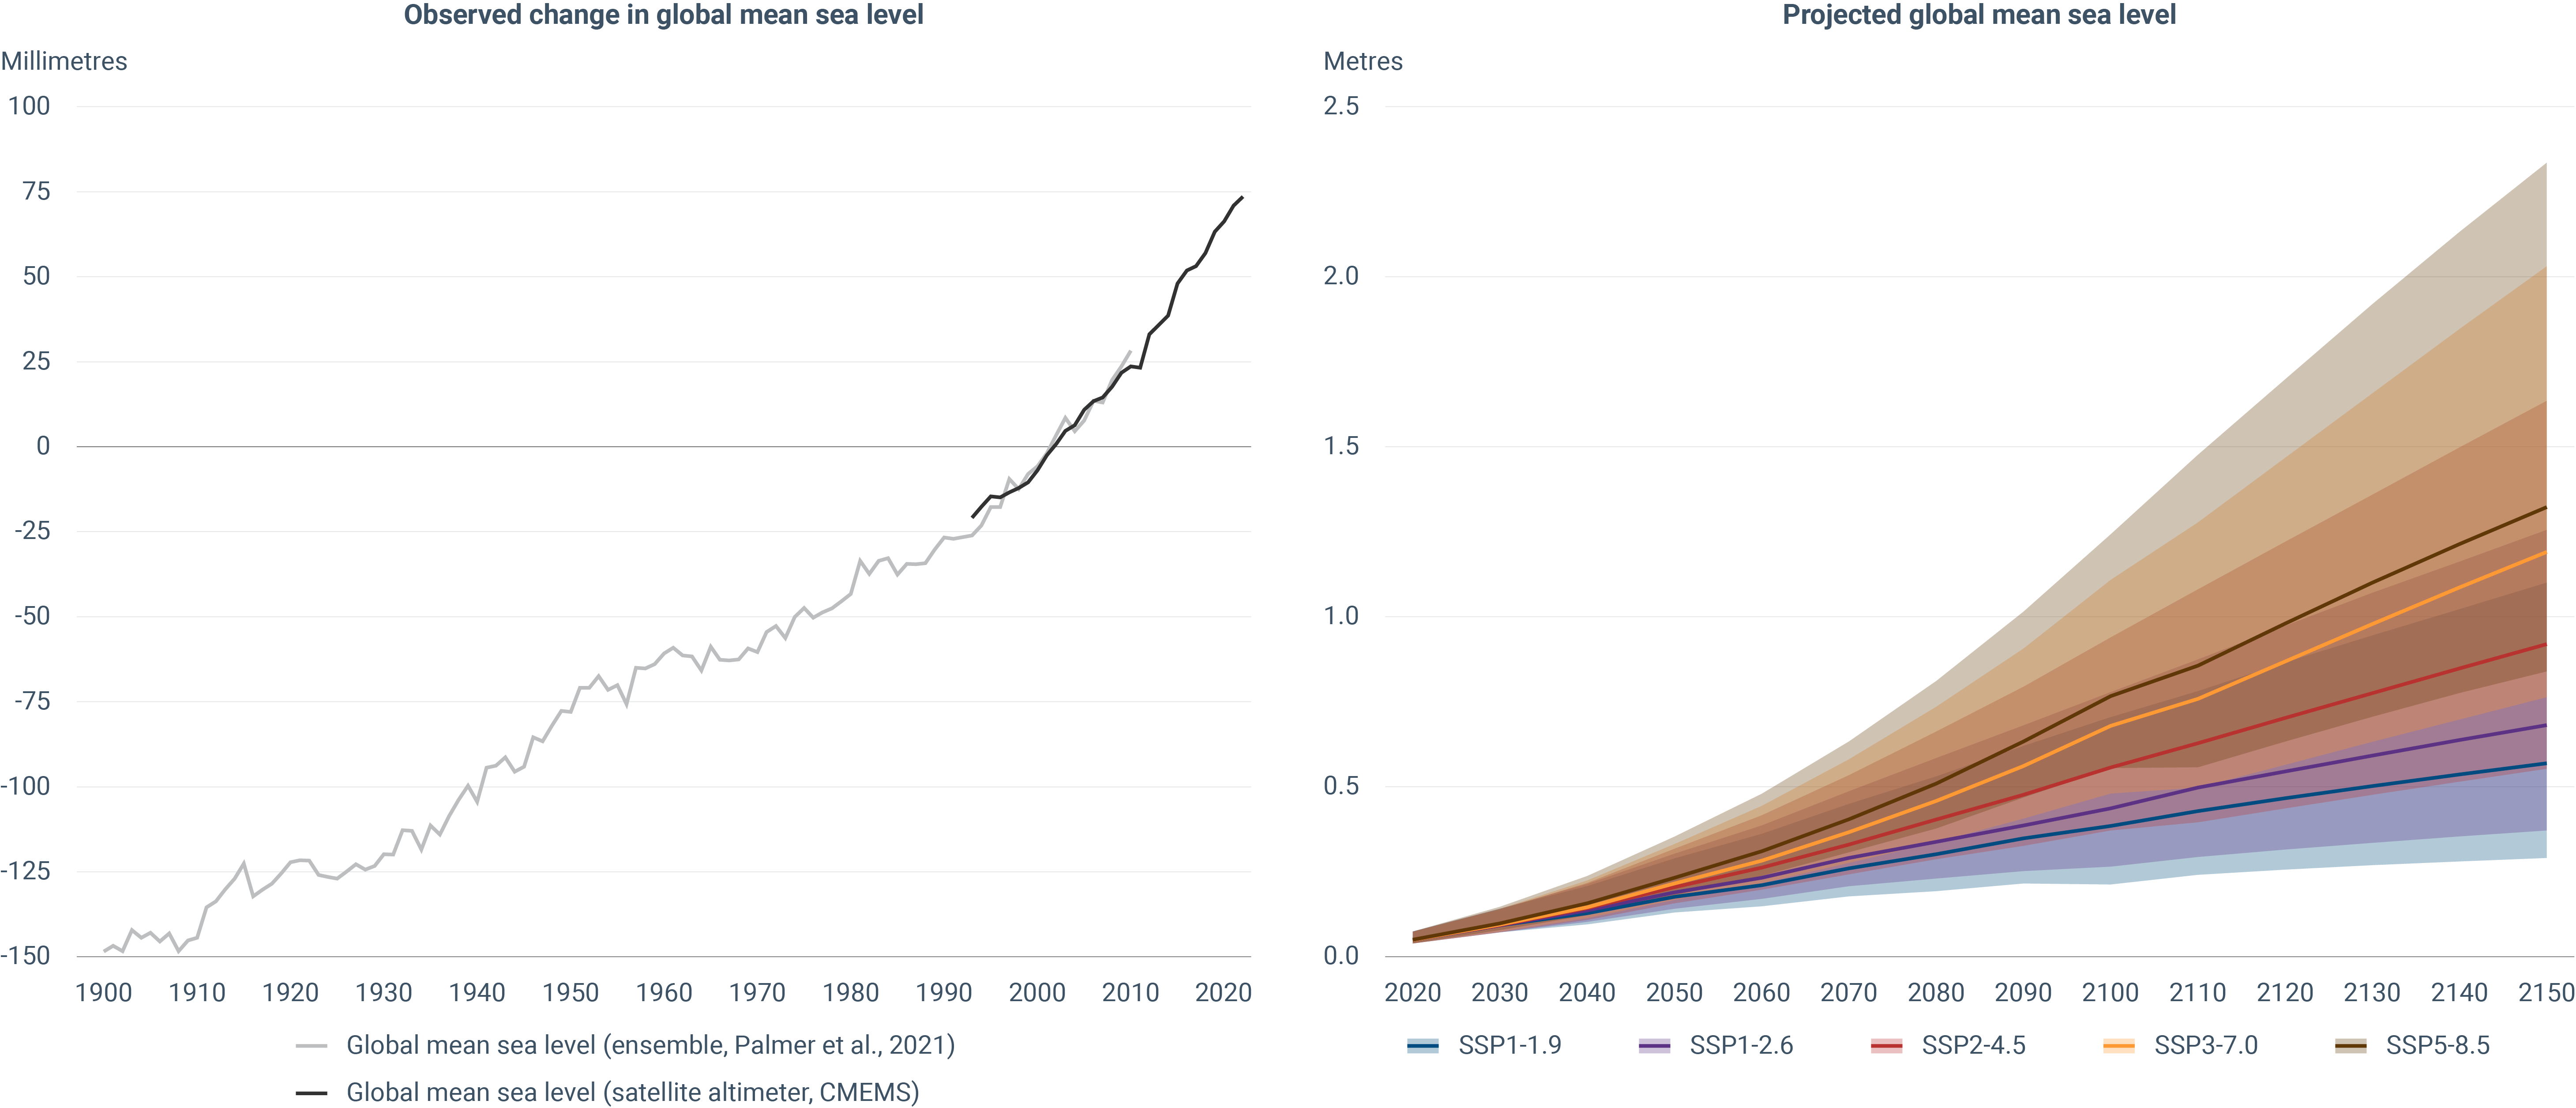 Observed change in global mean sea level
Millimetres
100
75
50
25
0
-25
-50
-75
-100
-125
-150
1900 1910 1920 1930 1940 1950 1960 1970 1980 1990 2000 2010 2020
Global mean sea level (ensemble, Palmer et al., 2021)
Global mean sea level (satellite altimeter, CMEMS)
Projected global mean sea level
Metres
2.5
2.0
1.5
1.0
0.5
0.0
2020 2030 2040 2050 2060 2070 2080 2090 2100 2110 2120 2130 2140 2150
SSP1-1.9 SSP1-2.6 SSP2-4.5 SSP3-7.0 SSP5-8.5